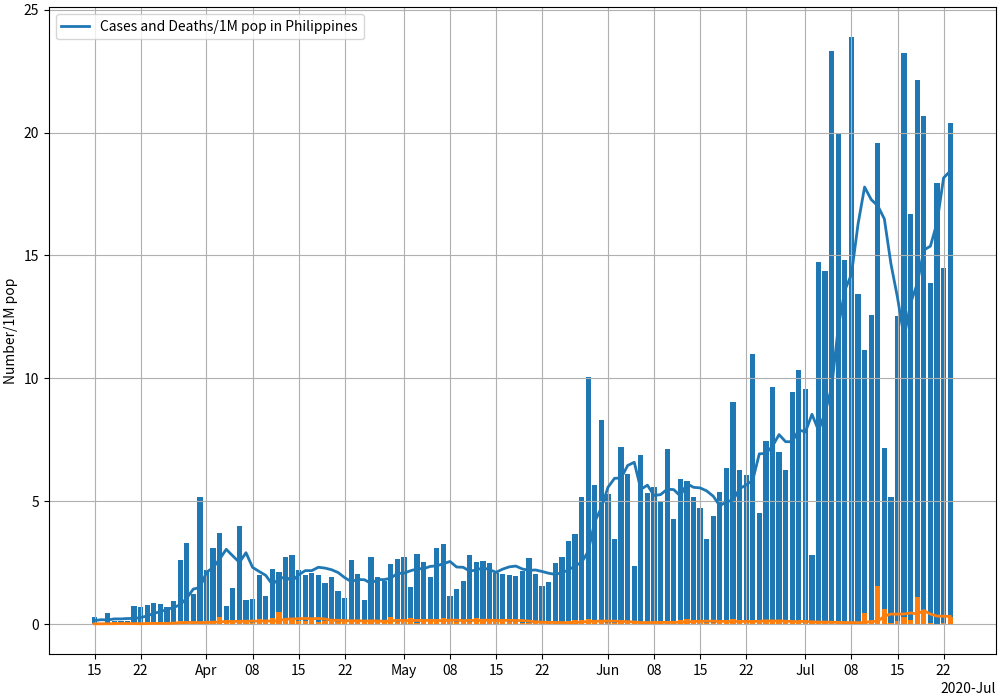 25
Cases and Deaths/1M pop in Philippines
20
15
10
5
0
Number/1M pop
15 22 Apr 08 15 22 May 08 15 22 Jun 08 15 22 Jul 08 15 22
2020-Jul